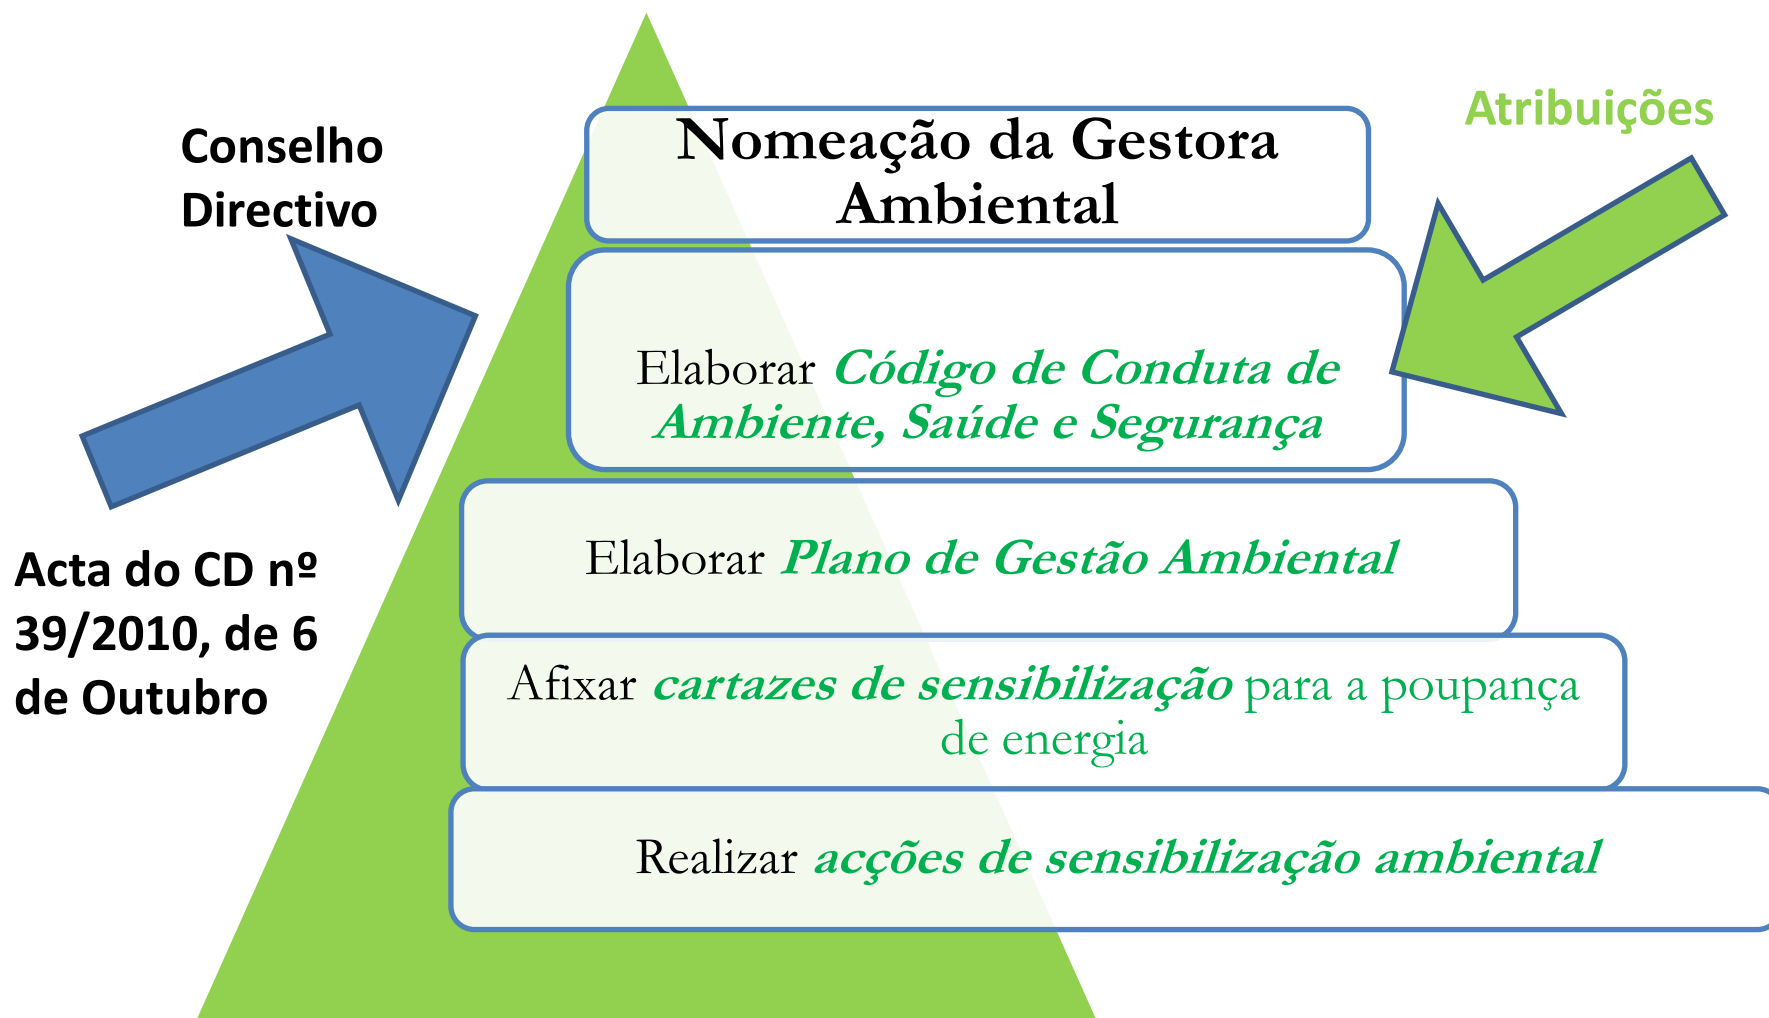 Conselho
Directivo
Acta do CD nº
39/2010, de 6
de Outubro
Nomeação da Gestora
Ambiental
Atribuições
Elaborar Código de Conduta de
Ambiente, Saúde e Segurança
Elaborar Plano de Gestão Ambiental
Afixar cartazes de sensibilização para a poupança
de energia
Realizar acções de sensibilização ambiental